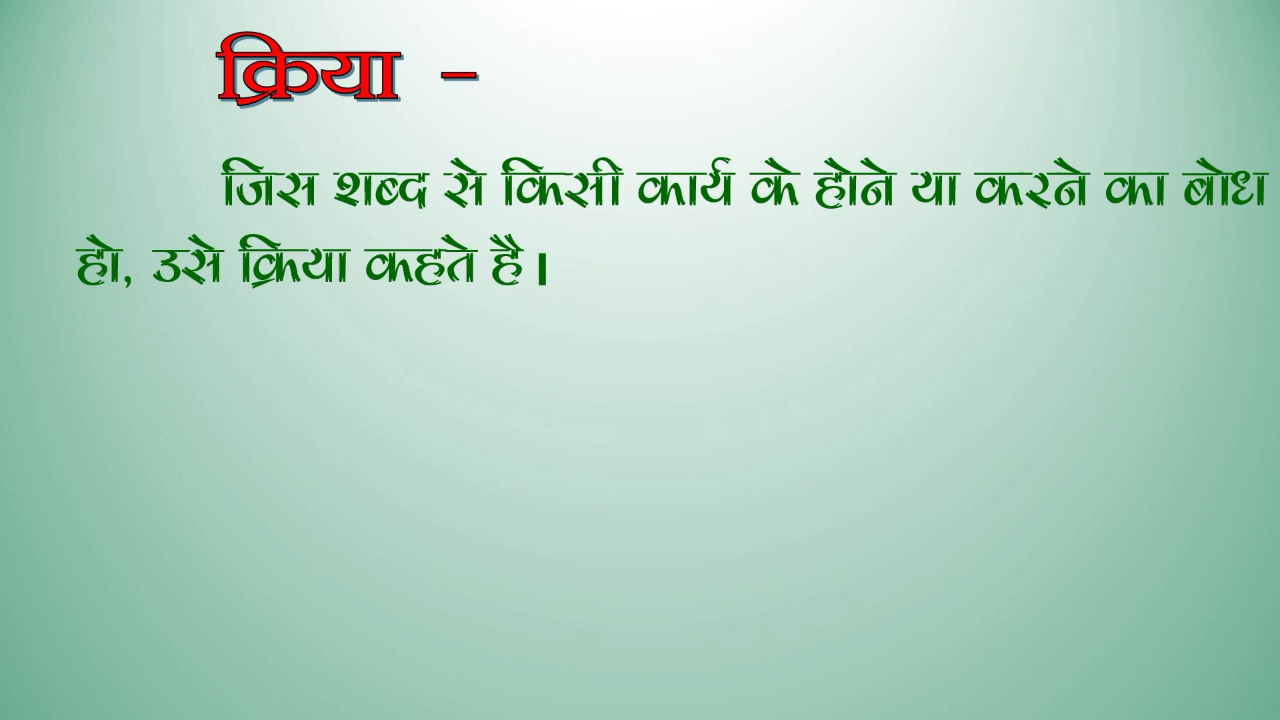 क्रिया -
जिस शब्द से किसी कार्य के होने या करने का बोध
हो, उसे क्रिया कहते है।